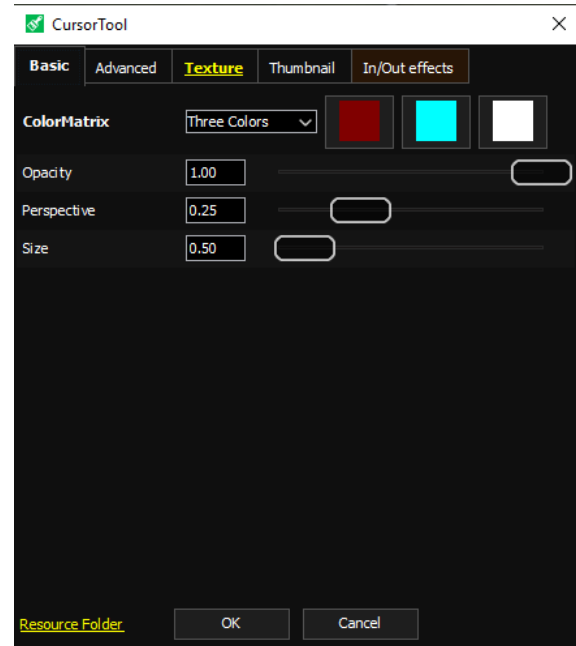 CursorTool
Basic Advanced Texture Thumbnail In/Out effects
ColorMatrix Three Colors
Opacity 1.00
Perspective 0.25
Size 0.50
Resource Folder OK Cancel